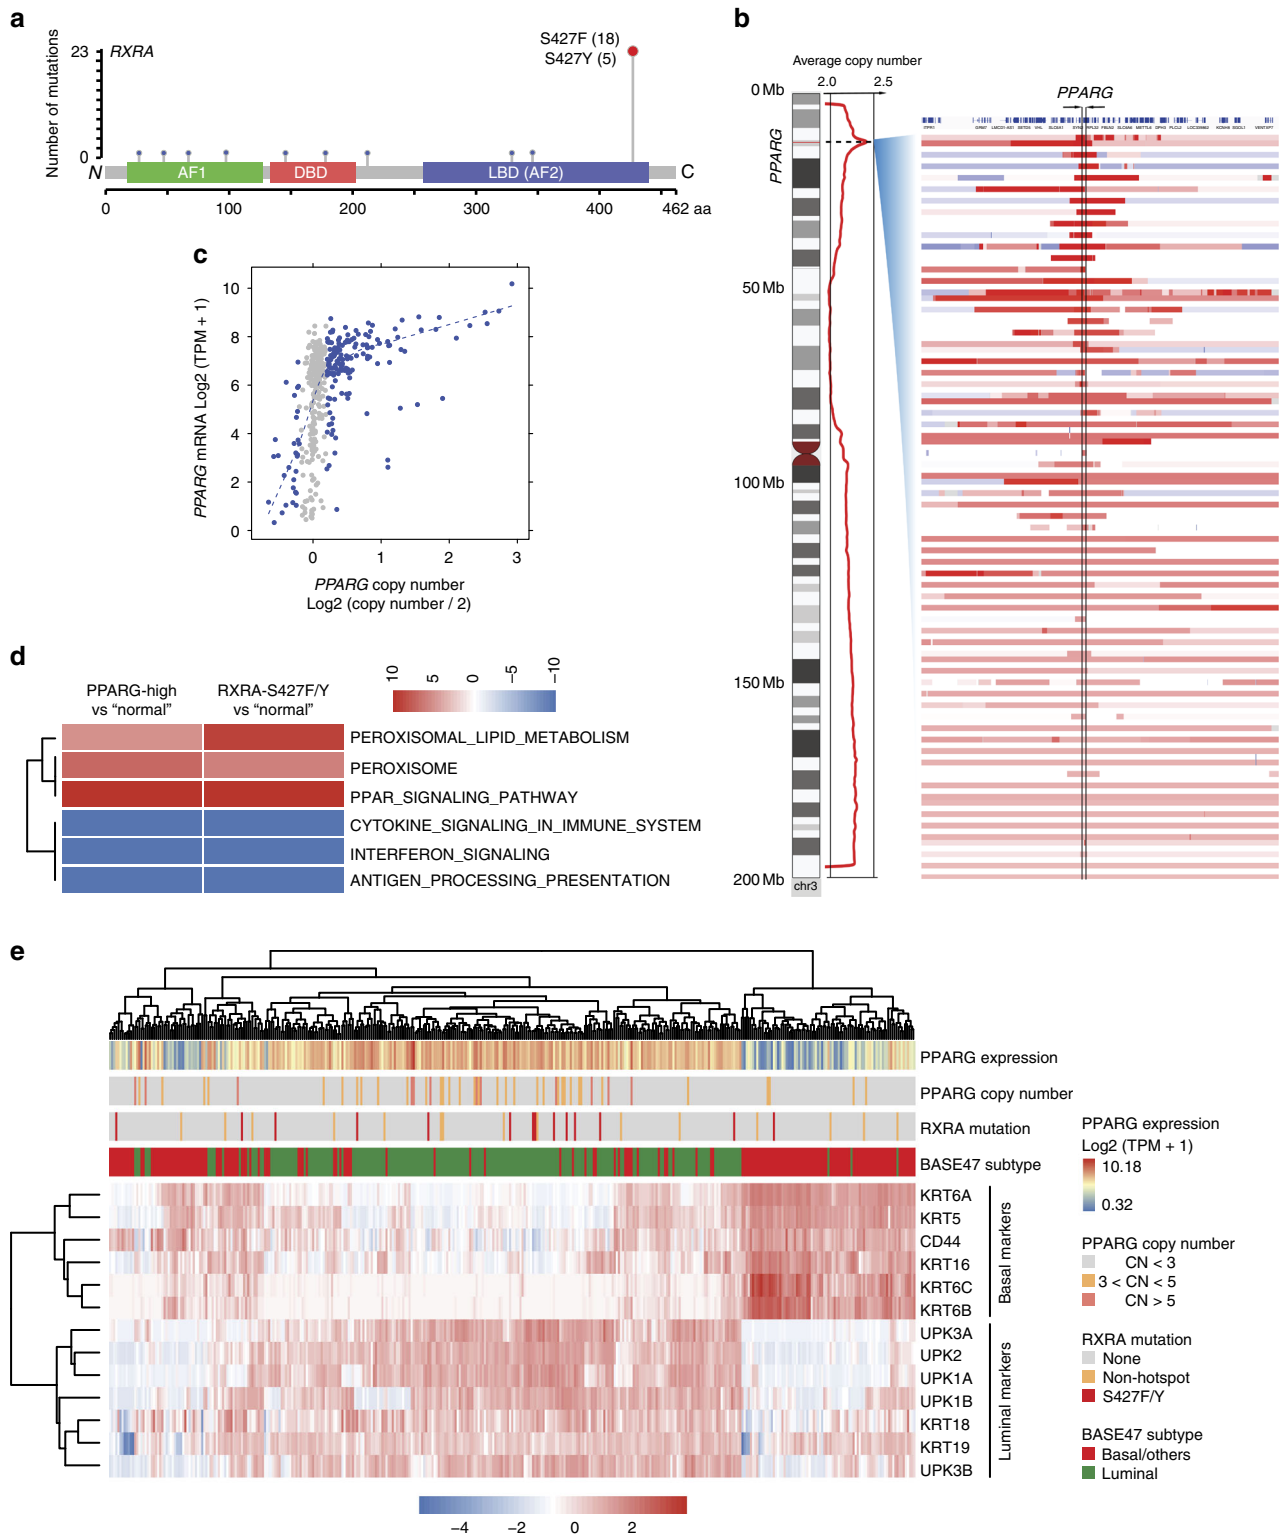 a
Number of mutations
23
0
RXRA
S427F (18)
S427Y (5)
N
AF1
DBD
LBD (AF2)
C
0
100
200
300
400
462 aa
b
Average copy number
2.0
2.5
0 Mb
50 Mb
100 Mb
150 Mb
200 Mb
PPARG
chr3
PPARG
c
PPARG mRNA Log2 (TPM + 1)
10
8
6
4
2
0
0
1
2
3
PPARG copy number
Log2 (copy number / 2)
d
PPARG-high
vs “normal”
RXRA-S427F/Y
vs “normal”
10
5
0
−5
−10
PEROXISOMAL_LIPID_METABOLISM
PEROXISOME
PPAR_SIGNALING_PATHWAY
CYTOKINE_SIGNALING_IN_IMMUNE_SYSTEM
INTERFERON_SIGNALING
ANTIGEN_PROCESSING_PRESENTATION
e
PPARG expression
PPARG copy number
RXRA mutation
BASE47 subtype
KRT6A
KRT5
CD44
KRT16
KRT6C
KRT6B
UPK3A
UPK2
UPK1A
UPK1B
KRT18
KRT19
UPK3B
Basal markers
Luminal markers
PPARG expression
Log2 (TPM + 1)
10.18
0.32
PPARG copy number
CN < 3
3 < CN < 5
CN > 5
RXRA mutation
None
Non-hotspot
S427F/Y
BASE47 subtype
Basal/others
Luminal
−4
−2
0
2